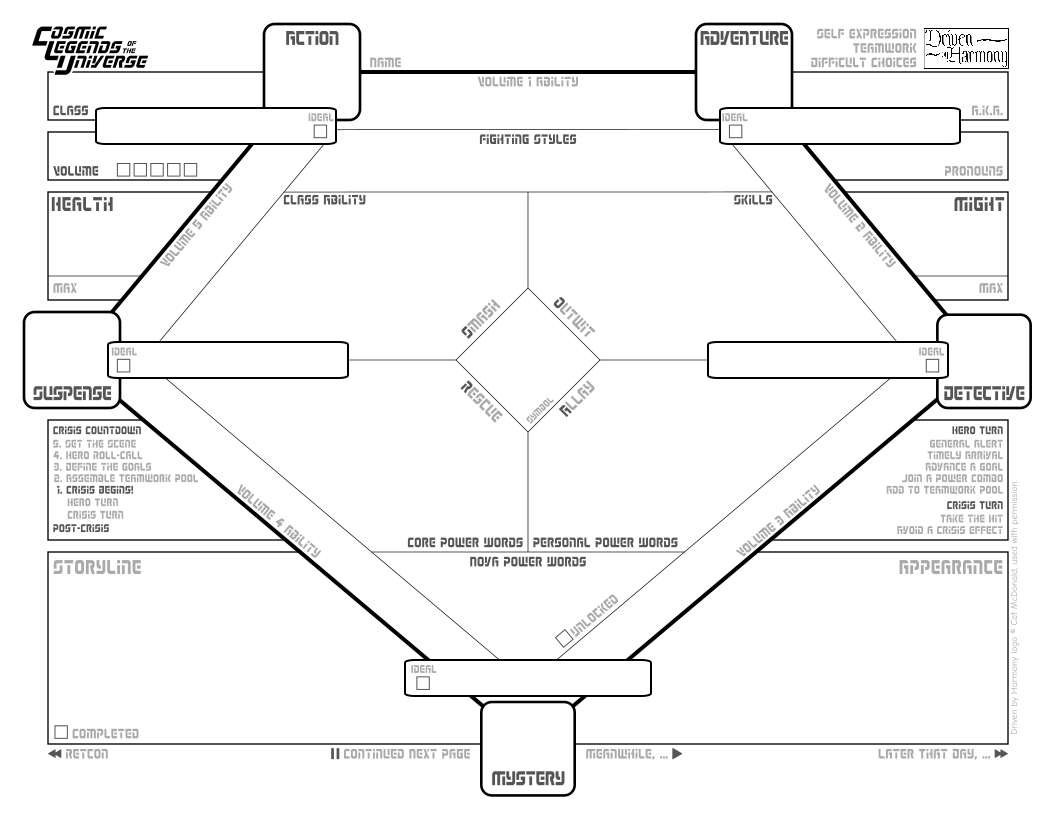 COSMIC
LEGENDS OF THE
UNIVERSE
ACTION
ADVENTURE
SELF EXPRESSION
TEAMWORK
DIFFICULT CHOICES
Driven
by Harmony
NAME
VOLUME 1 ABILITY
CLASS
IDEAL
IDEAL
A.K.A.
FIGHTING STYLES
VOLUME
PRONOUNS
HEALTH
CLASS ABILITY
SKILLS
MIGHT
VOLUME 5 ABILITY
VOLUME 2 ABILITY
MAX
MAX
SMASH
OUTWIT
IDEAL
IDEAL
SUSPENSE
RESCUE
SYMBOL
ALLAY
DETECTIVE
CRISIS COUNTDOWN
5. SET THE SCENE
4. HERO ROLL-CALL
3. DEFINE THE GOALS
2. ASSEMBLE TEAMWORK POOL
1. CRISIS BEGINS!
HERO TURN
CRISIS TURN
POST-CRISIS
HERO TURN
GENERAL ALERT
TIMELY ARRIVAL
ADVANCE A GOAL
JOIN A POWER COMBO
ADD TO TEAMWORK POOL
CRISIS TURN
TAKE THE HIT
AVOID A CRISIS EFFECT
VOLUME 4 ABILITY
VOLUME 3 ABILITY
CORE POWER WORDS
PERSONAL POWER WORDS
NOVA POWER WORDS
STORYLINE
APPEARANCE
UNLOCKED
IDEAL
Driven by Harmony logo © Cat McDonald, used with permission.
COMPLETED
RETCON
CONTINUED NEXT PAGE
MEANWHILE, ...
LATER THAT DAY, ...
MYSTERY